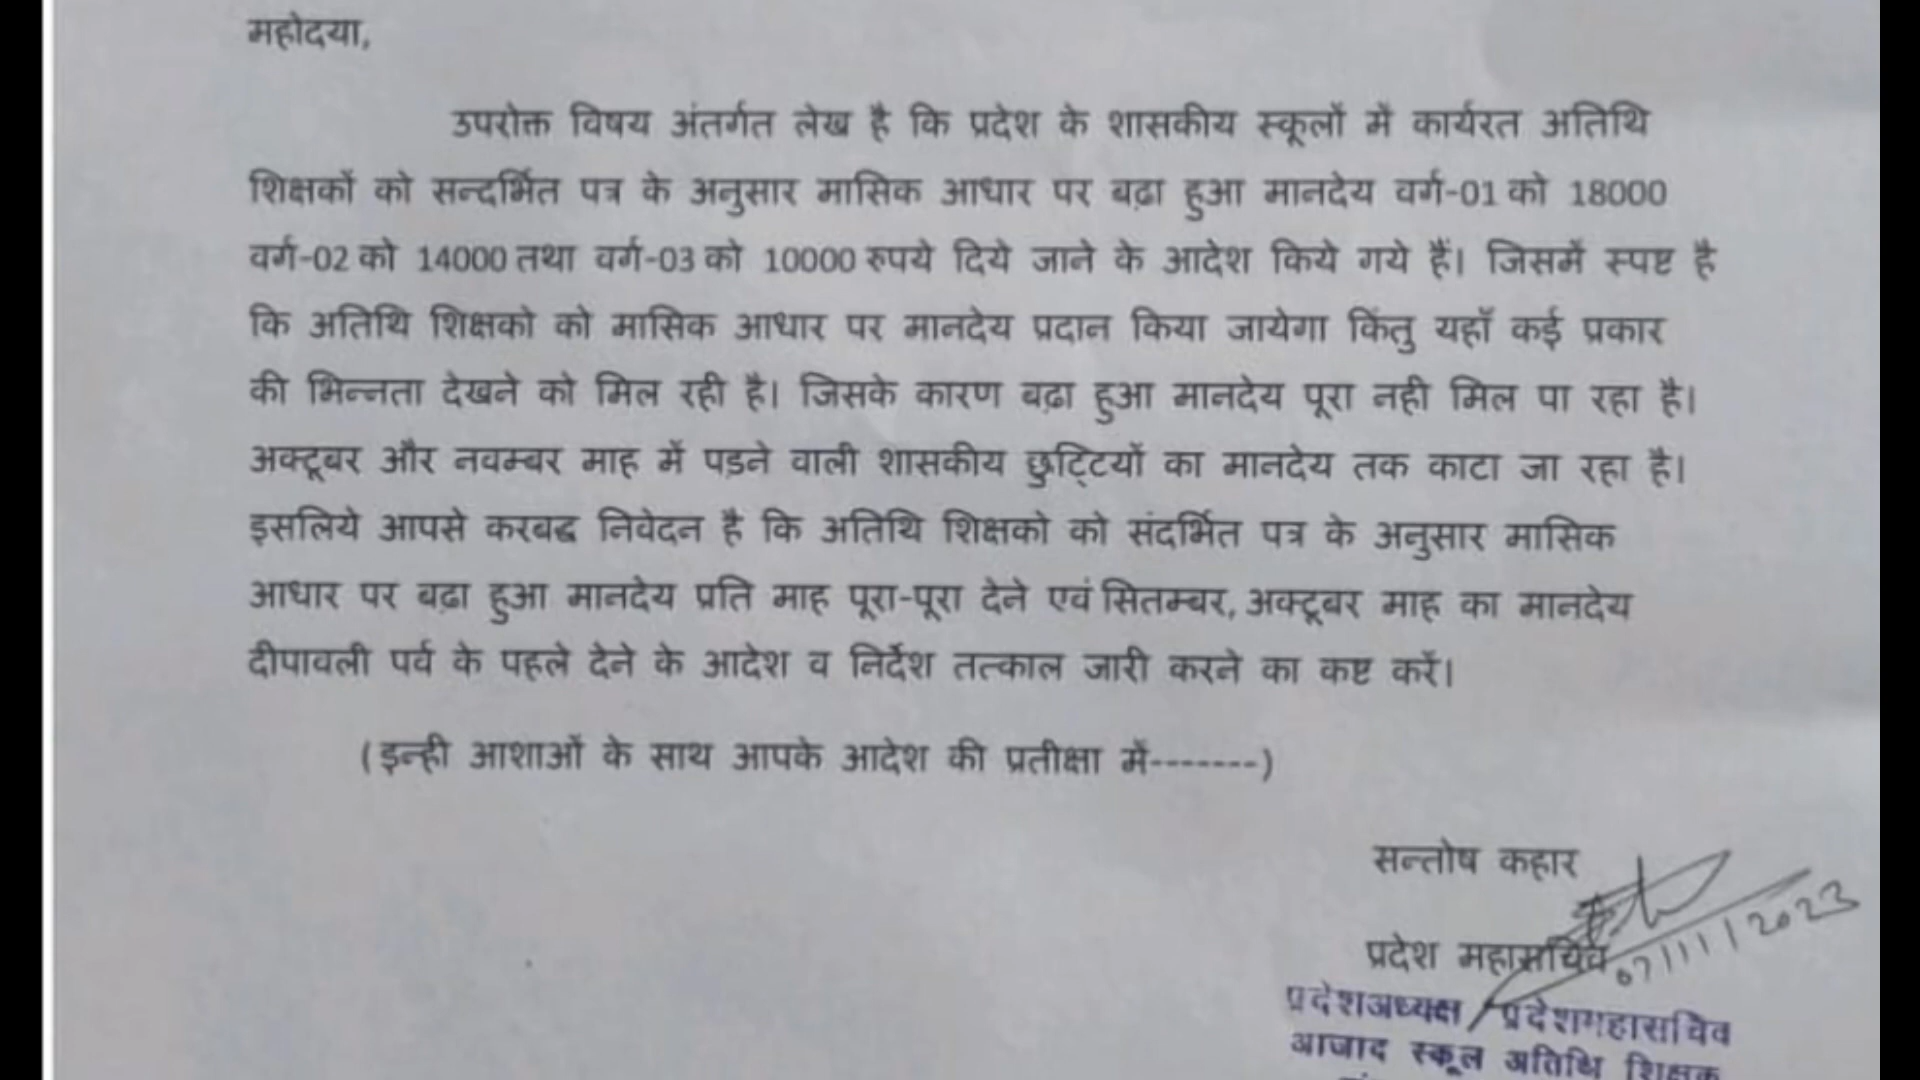 महोदया,
उपरोक्त विषय अंतर्गत लेख है कि प्रदेश के शासकीय स्कूलों में कार्यरत अतिथि
शिक्षकों को सन्दर्भित पत्र के अनुसार मासिक आधार पर बढ़ा हुआ मानदेय वर्ग-01 को 18000
वर्ग-02 को 14000 तथा वर्ग-03 को 10000 रुपये दिये जाने के आदेश किये गये हैं। जिसमें स्पष्ट है
कि अतिथि शिक्षको को मासिक आधार पर मानदेय प्रदान किया जायेगा किंतु यहाँ कई प्रकार
की भिन्नता देखने को मिल रही है। जिसके कारण बढ़ा हुआ मानदेय पूरा नही मिल पा रहा है।
अक्टूबर और नवम्बर माह में पड़ने वाली शासकीय छुट्टियों का मानदेय तक काटा जा रहा है।
इसलिये आपसे करबद्ध निवेदन है कि अतिथि शिक्षको को संदर्भित पत्र के अनुसार मासिक
आधार पर बढ़ा हुआ मानदेय प्रति माह पूरा-पूरा देने एवं सितम्बर, अक्टूबर माह का मानदेय
दीपावली पर्व के पहले देने के आदेश व निर्देश तत्काल जारी करने का कष्ट करें।
(इन्ही आशाओं के साथ आपके आदेश की प्रतीक्षा में-------)
सन्तोष कहार
प्रदेश महासचिव
07/11/2023
प्रदेशअध्यक्ष / प्रदेशमहासचिव
आजाद स्कूल अतिथि शिक्षक